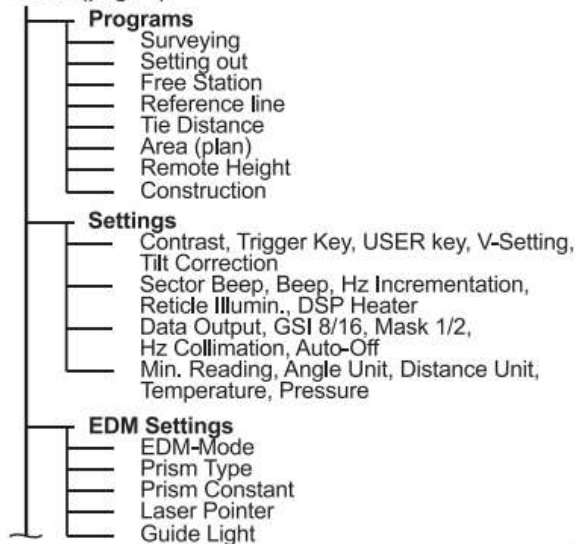 Programs
Surveying
Setting out
Free Station
Reference line
Tie Distance
Area (plan)
Remote Height
Construction
Settings
Contrast, Trigger Key, USER key, V-Setting,
Tilt Correction
Sector Beep, Beep, Hz Incrementation,
Reticle Illumin., DSP Heater
Data Output, GSI 8/16, Mask 1/2,
Hz Collimation, Auto-Off
Min. Reading, Angle Unit, Distance Unit,
Temperature, Pressure
EDM Settings
EDM-Mode
Prism Type
Prism Constant
Laser Pointer
Guide Light